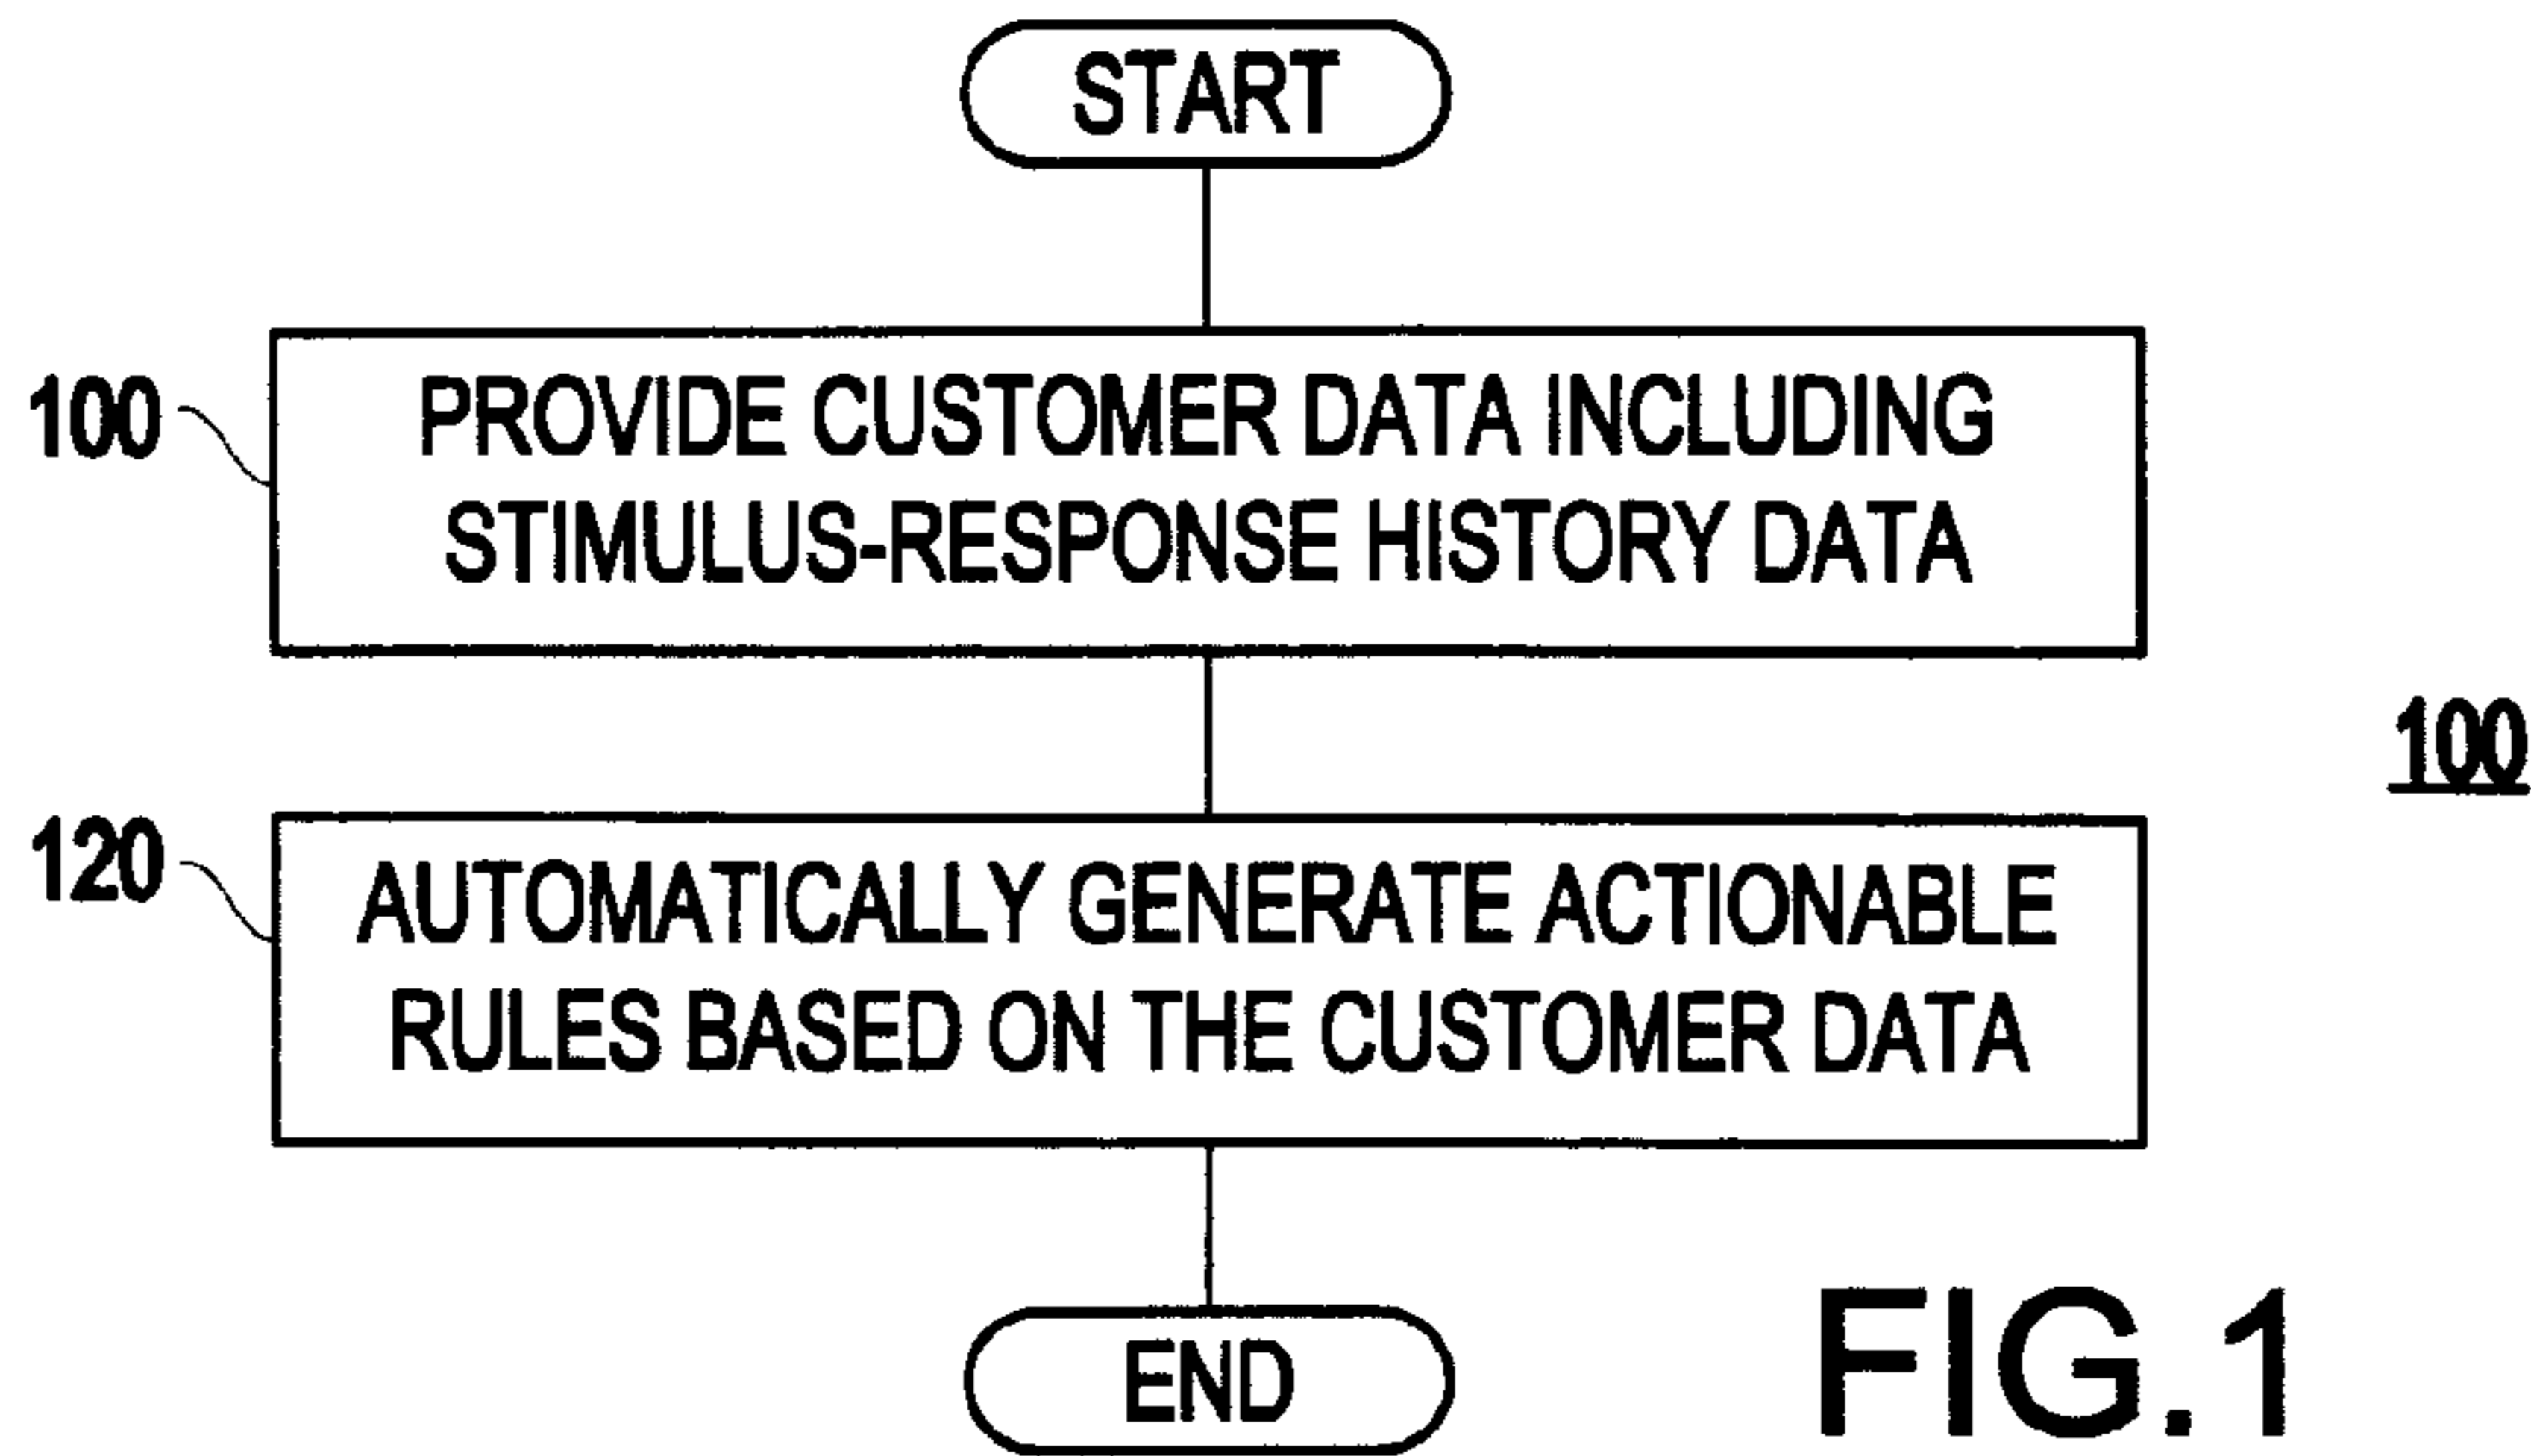 START
100
PROVIDE CUSTOMER DATA INCLUDING
STIMULUS-RESPONSE HISTORY DATA
100
120
AUTOMATICALLY GENERATE ACTIONABLE
RULES BASED ON THE CUSTOMER DATA
END
FIG.1